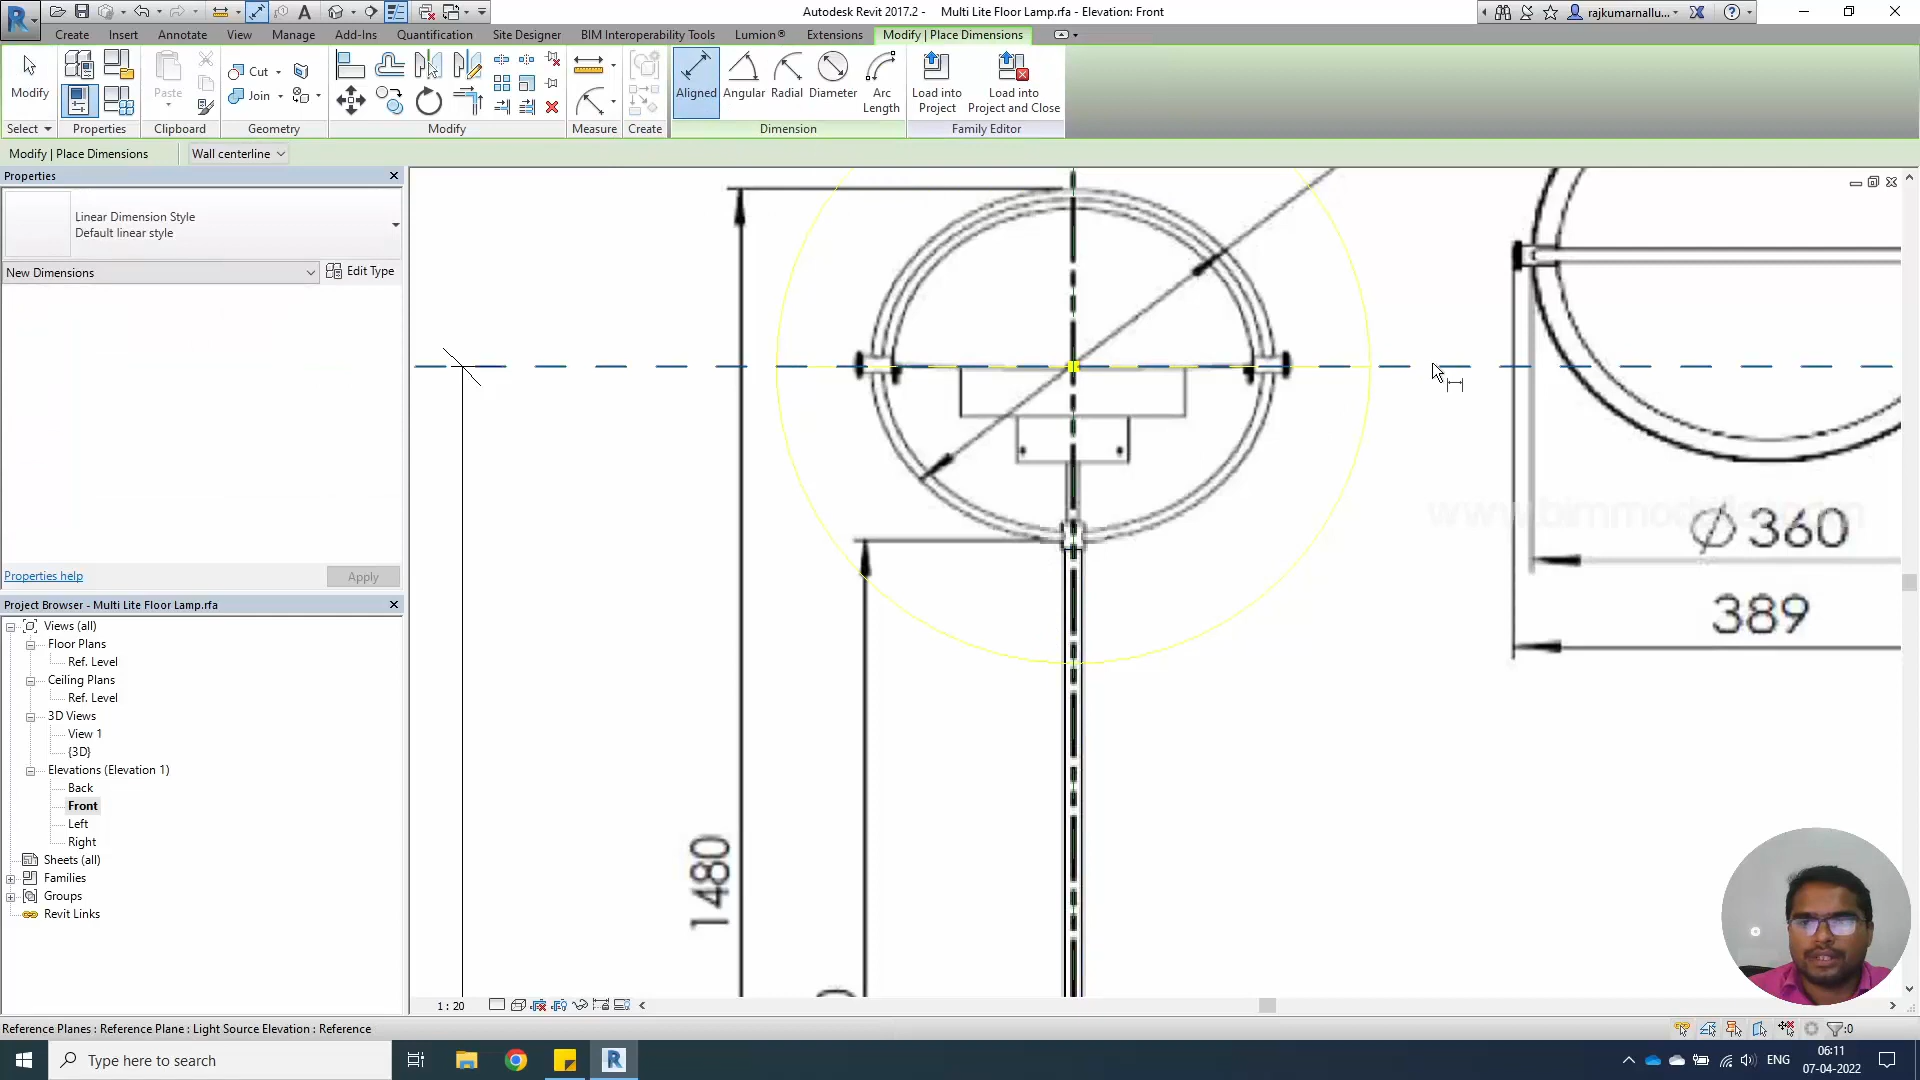 Autodesk Revit 2017.2 - Multi Lite Floor Lamp.rfa - Elevation: Front
rajkumarnallu...
Create Insert Annotate View Manage Add-Ins Quantification Site Designer BIM Interoperability Tools Lumion® Extensions Modify | Place Dimensions
Modify
Paste
Cut
Join
Aligned Angular Radial Diameter Arc Length
Load into Project
Load into Project and Close
Select Properties Clipboard Geometry Modify Measure Create Dimension Family Editor
Modify | Place Dimensions Wall centerline
Properties
Linear Dimension Style
Default linear style
New Dimensions
Edit Type
Properties help
Apply
Project Browser - Multi Lite Floor Lamp.rfa
Views (all)
Floor Plans
Ref. Level
Ceiling Plans
Ref. Level
3D Views
View 1
{3D}
Elevations (Elevation 1)
Back
Front
Left
Right
Sheets (all)
Families
Groups
Revit Links
1480
Ø 360
389
1 : 20
Reference Planes : Reference Plane : Light Source Elevation : Reference
:0
Type here to search
ENG
06:11
07-04-2022